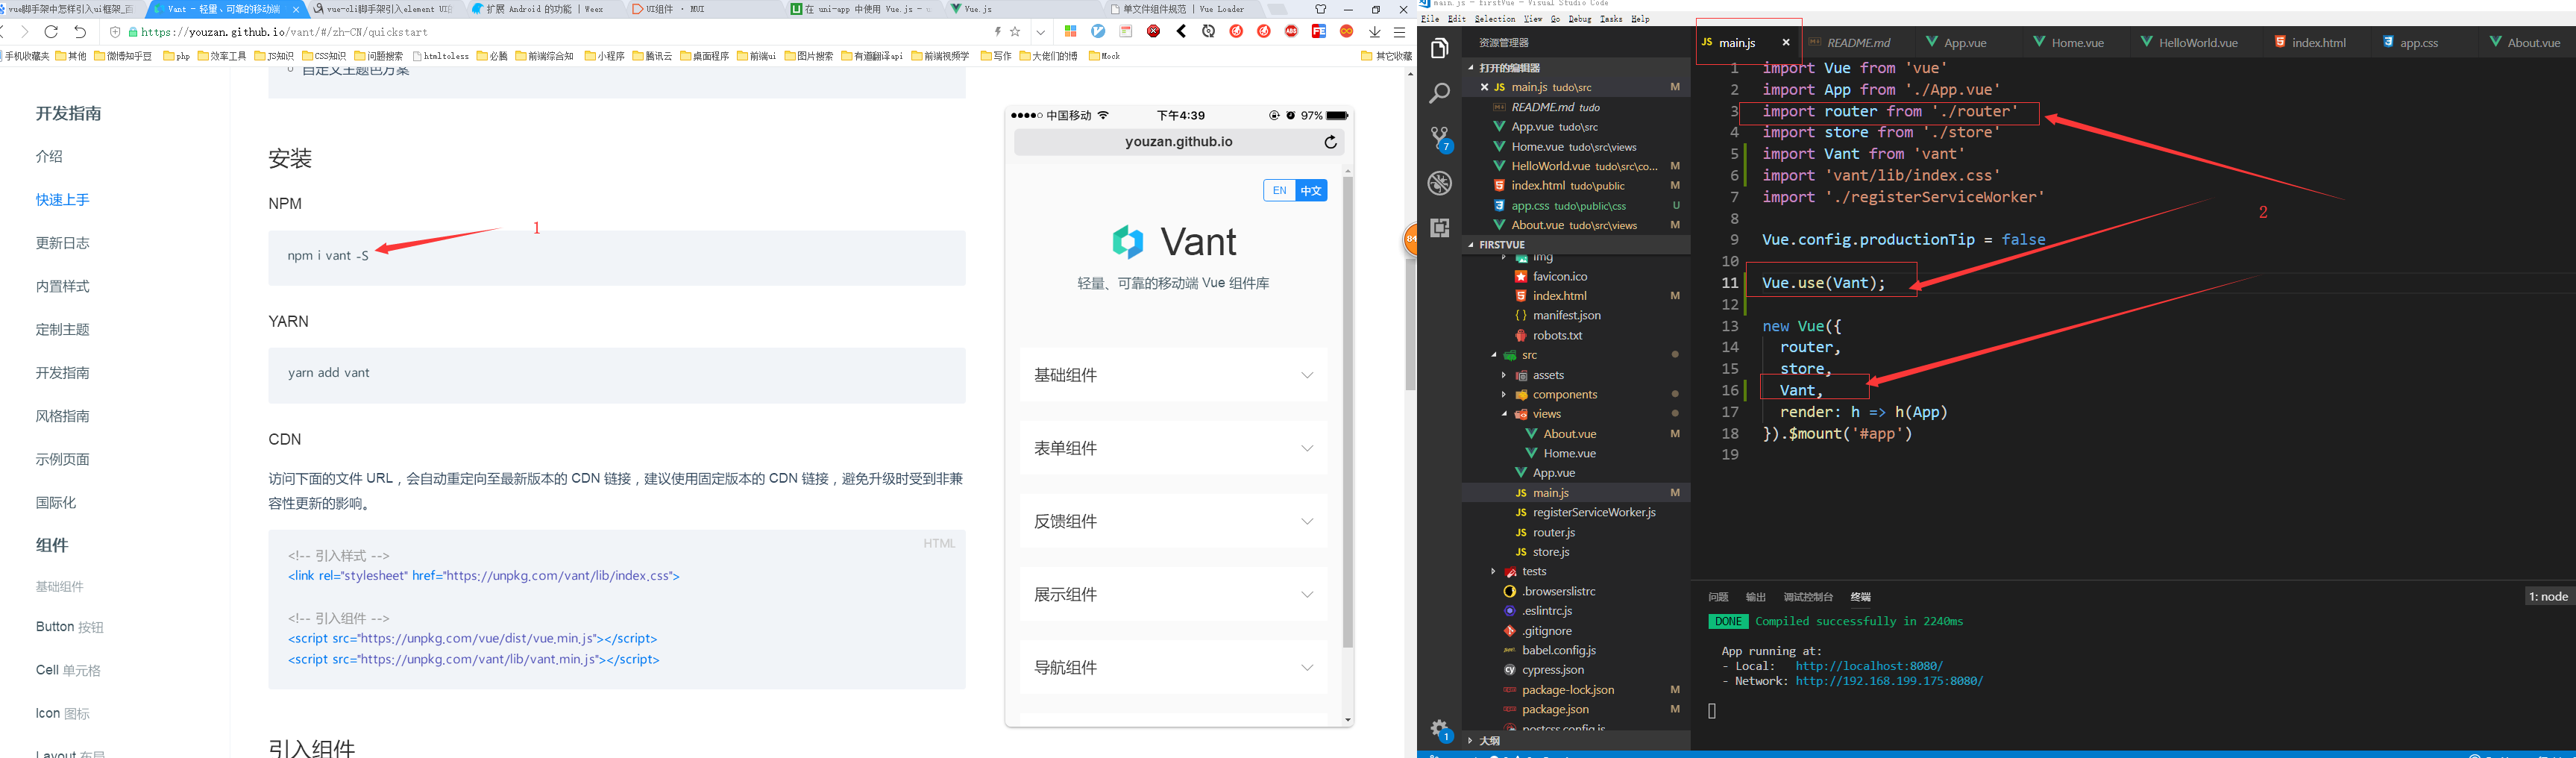 vue脚手架中怎样引入ui框架_百
Vant - 轻量、可靠的移动端
vue-cli脚手架引入element UI的
扩展 Android 的功能 | Weex
UI组件 · MUI
在 uni-app 中使用 Vue.js - u
Vue.js
单文件组件规范 | Vue Loader
https://youzan.github.io/vant/#/zh-CN/quickstart
手机收藏夹
其他
微博知乎豆
php
效率工具
JS知识
CSS知识
问题搜索
htmltoless
必腾
前端综合知
小程序
腾讯云
桌面程序
前端ui
图片搜索
有道翻译api
前端视频学
写作
大佬们的博
Mock
其它收藏
自定义主题色方案
开发指南
介绍
快速上手
更新日志
内置样式
定制主题
开发指南
风格指南
示例页面
国际化
组件
基础组件
Button 按钮
Cell 单元格
Icon 图标
Layout 布局
安装
NPM
npm i vant -S
1
YARN
yarn add vant
CDN
访问下面的文件 URL，会自动重定向至最新版本的 CDN 链接，建议使用固定版本的 CDN 链接，避免升级时受到非兼
容性更新的影响。
HTML
<!-- 引入样式 -->
<link rel="stylesheet" href="https://unpkg.com/vant/lib/index.css">
<!-- 引入组件 -->
<script src="https://unpkg.com/vue/dist/vue.min.js"></script>
<script src="https://unpkg.com/vant/lib/vant.min.js"></script>
引入组件
中国移动
下午4:39
97%
youzan.github.io
EN 中文
Vant
轻量、可靠的移动端 Vue 组件库
基础组件
表单组件
反馈组件
展示组件
导航组件
84
main.js - FirstVue - Visual Studio Code
File Edit Selection View Go Debug Tasks Help
资源管理器
打开的编辑器
main.js tudo\src M
README.md tudo
App.vue tudo\src
Home.vue tudo\src\views
HelloWorld.vue tudo\src\co... M
index.html tudo\public M
app.css tudo\public\css U
About.vue tudo\src\views M
FIRSTVUE
img
favicon.ico
index.html M
manifest.json
robots.txt
src
assets
components
views
About.vue M
Home.vue
App.vue
main.js M
registerServiceWorker.js
router.js
store.js
tests
.browserslistrc
.eslintrc.js
.gitignore
babel.config.js
cypress.json
package-lock.json M
package.json M
postcss.config.js
大纲
7
1
main.js
README.md
App.vue
Home.vue
HelloWorld.vue
index.html
app.css
About.vue
1 import Vue from 'vue'
2 import App from './App.vue'
3 import router from './router'
4 import store from './store'
5 import Vant from 'vant'
6 import 'vant/lib/index.css'
7 import './registerServiceWorker'
8
9 Vue.config.productionTip = false
10
11 Vue.use(Vant);
12
13 new Vue({
14 router,
15 store,
16 Vant,
17 render: h => h(App)
18 }).$mount('#app')
19
2
问题 输出 调试控制台 终端
1: node
DONE Compiled successfully in 2240ms
App running at:
- Local: http://localhost:8080/
- Network: http://192.168.199.175:8080/